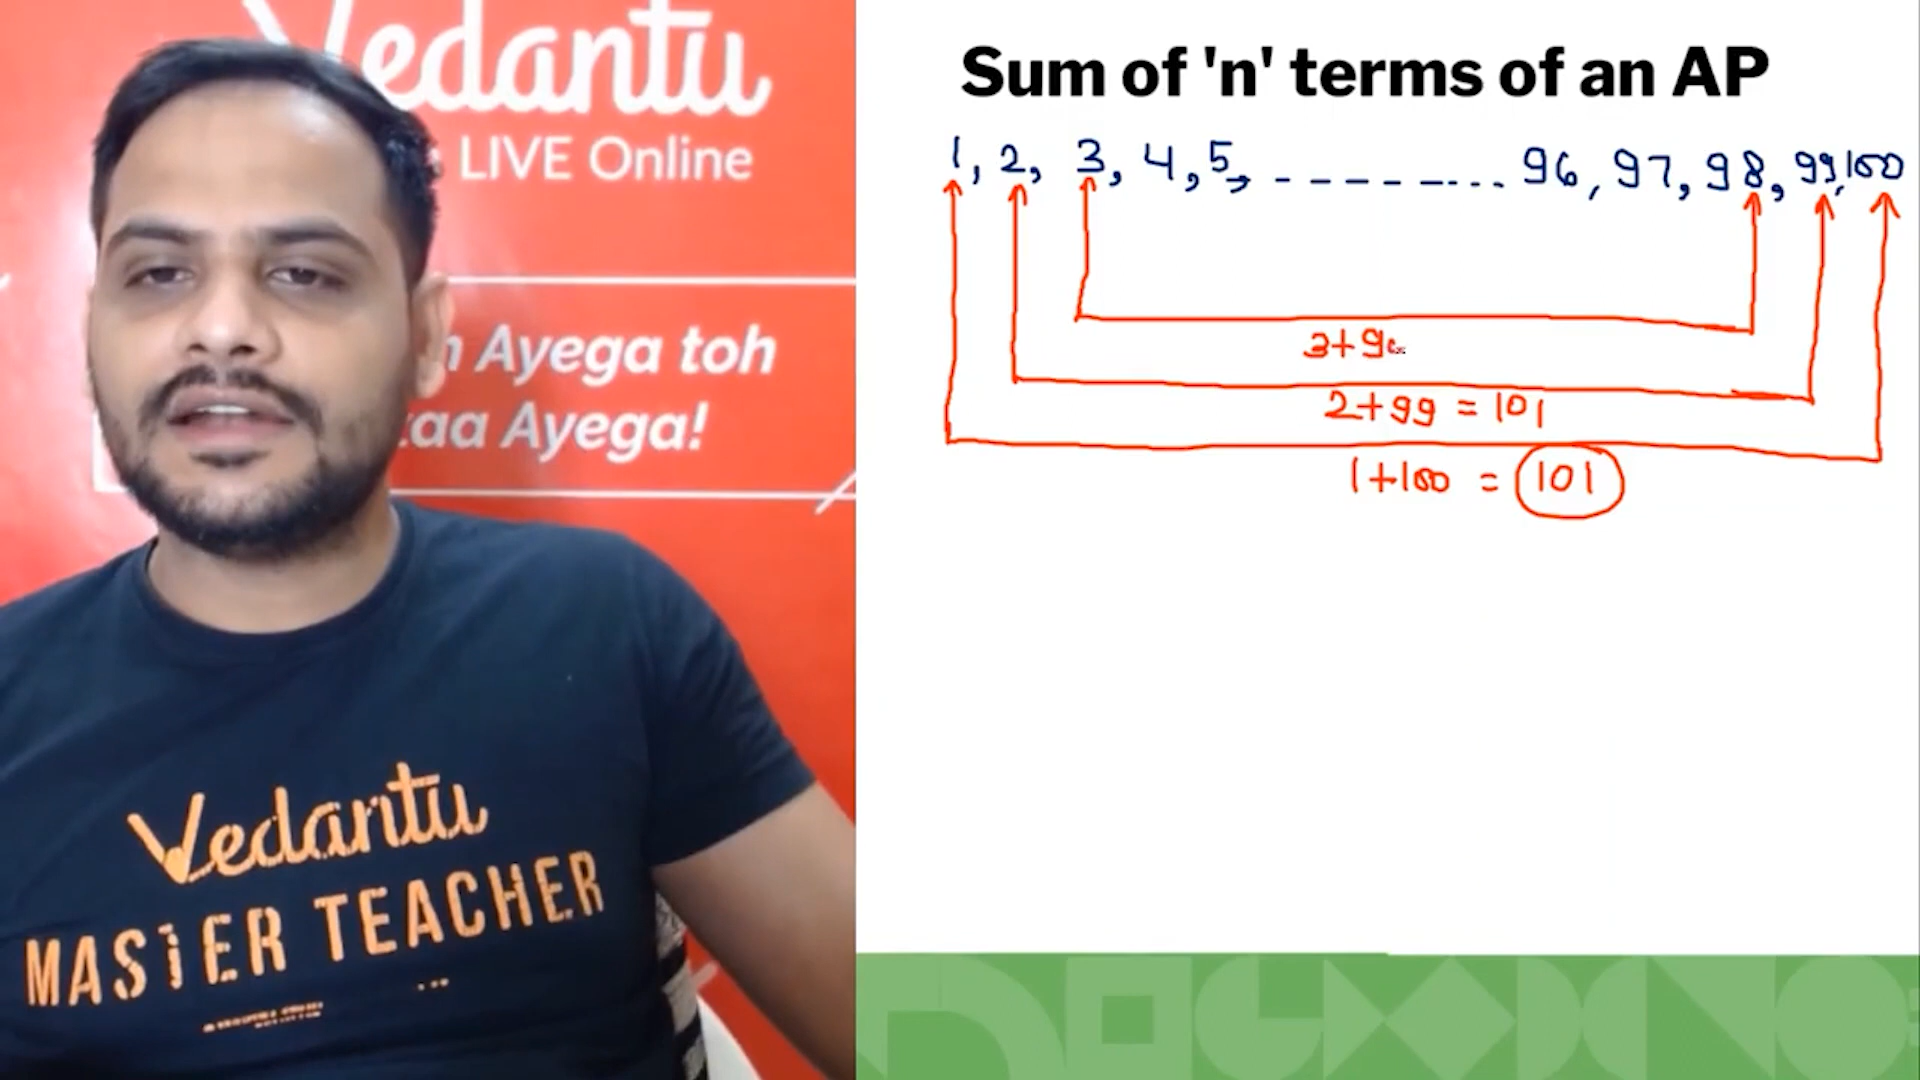 Vedantu
LIVE Online
Ayega toh
Ayega!
Vedantu
MASTER TEACHER
Sum of 'n' terms of an AP
1, 2, 3, 4, 5, - - - - - - - - - 96, 97, 98, 99, 100
3+9
2+99 = 101
1+100 = 101